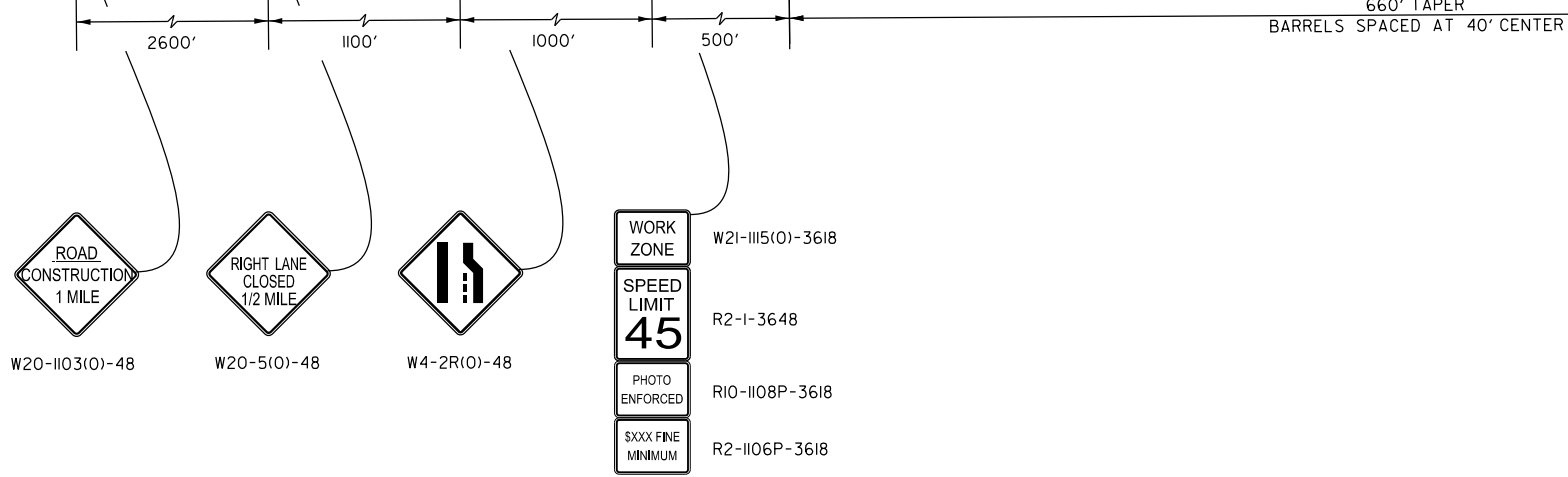 660' TAPER
BARRELS SPACED AT 40' CENTER
2600'
1100'
1000'
500'
ROAD
CONSTRUCTION
1 MILE
W20-1103(O)-48
RIGHT LANE
CLOSED
1/2 MILE
W20-5(O)-48
W4-2R(O)-48
WORK
ZONE
W21-1115(O)-3618
SPEED
LIMIT
45
R2-1-3648
PHOTO
ENFORCED
R10-1108P-3618
$XXX FINE
MINIMUM
R2-1106P-3618